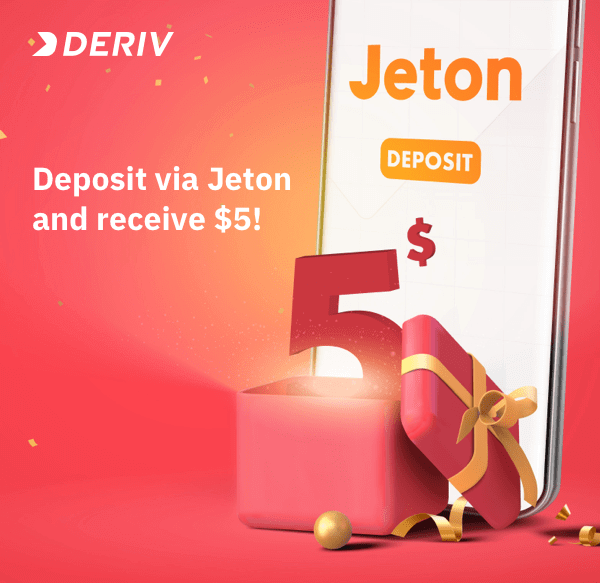 DERIV
Jeton
DEPOSIT
Deposit via Jeton
and receive $5!
$
5